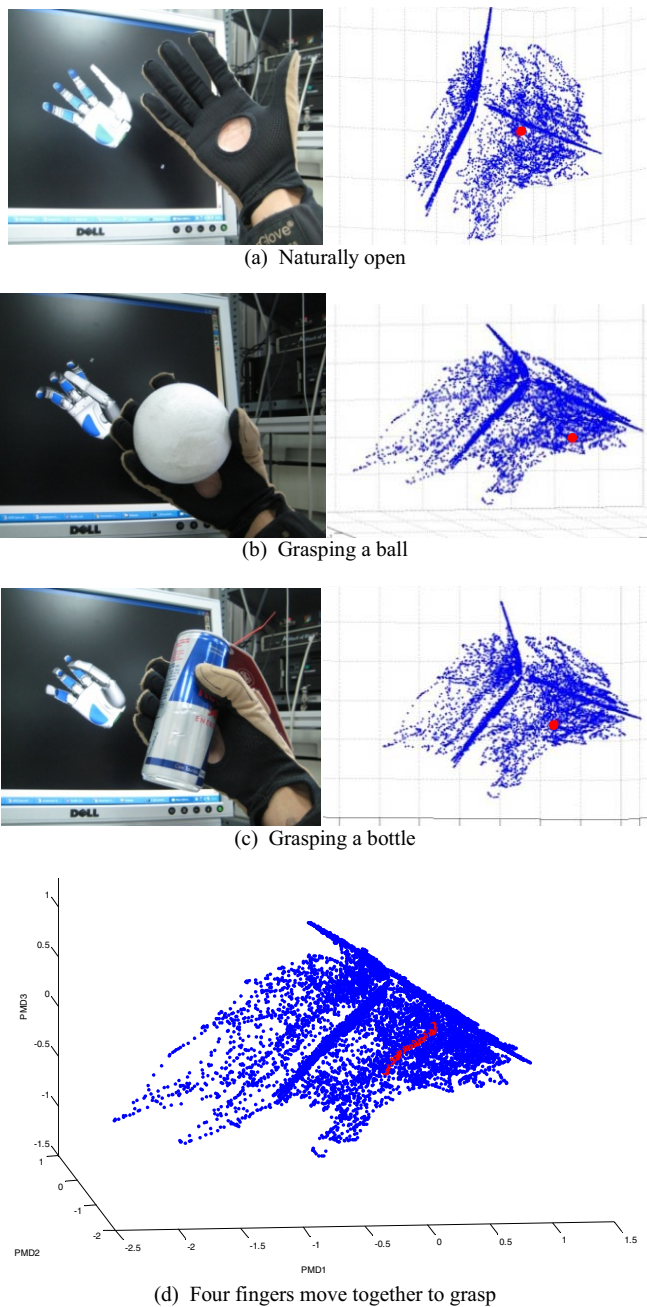 DELL
Glove®
(a) Naturally open
DELL
(b) Grasping a ball
DELL
(c) Grasping a bottle
1
0.5
0
-0.5
-1
-1.5
PMD3
1
0
-1
-2
PMD2
-2.5
-2
-1.5
-1
-0.5
0
0.5
1
1.5
PMD1
(d) Four fingers move together to grasp